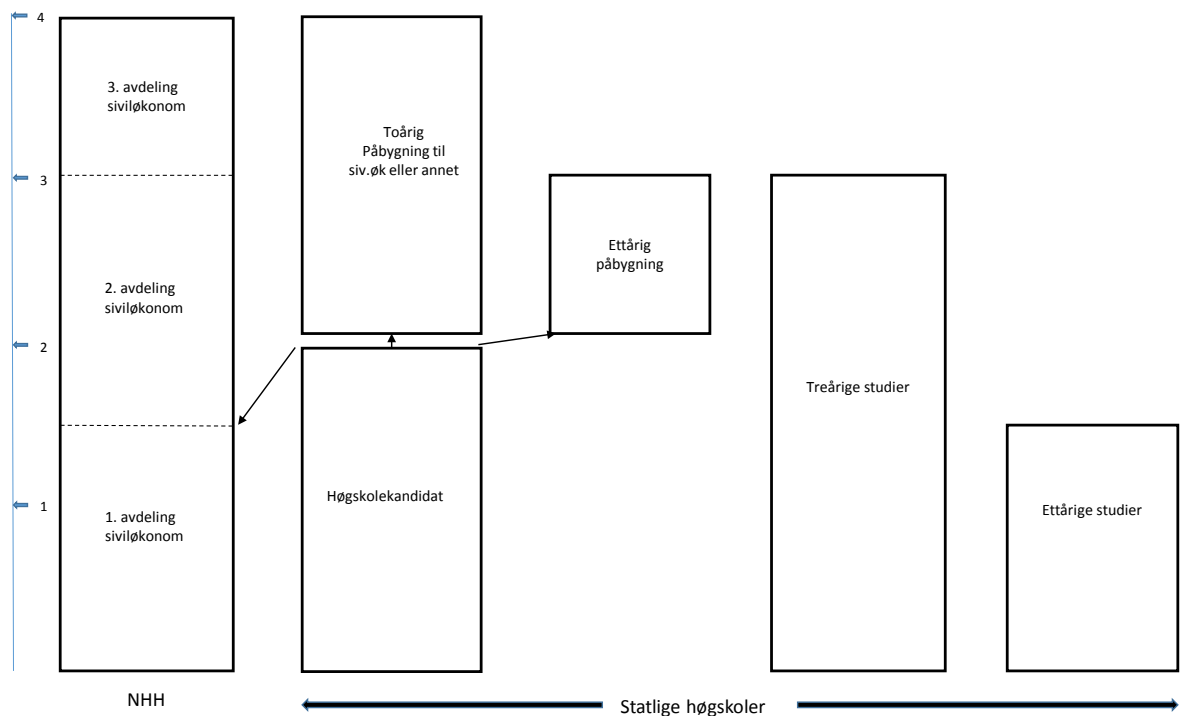 4
3. avdeling
siviløkonom
Toårig
Påbygning til
siv.øk eller annet
3
Ettårig
påbygning
2. avdeling
siviløkonom
2
Treårige studier
Høgskolekandidat
1
1. avdeling
siviløkonom
Ettårige studier
NHH
Statlige høgskoler